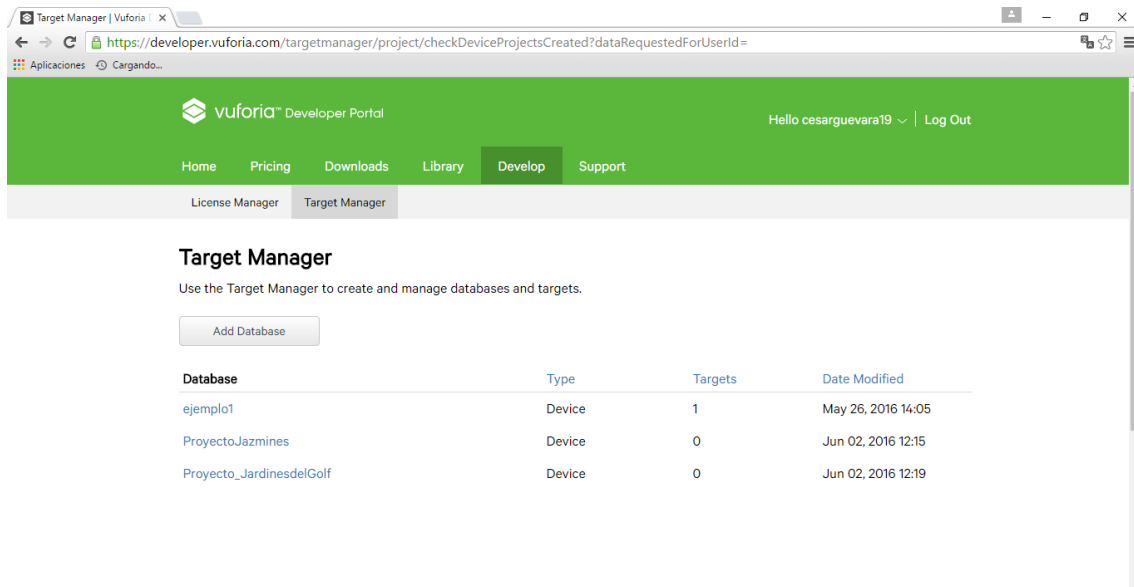 Target Manager | Vuforia
https://developer.vuforia.com/targetmanager/project/checkDeviceProjectsCreated?dataRequestedForUserId=
Aplicaciones Cargando...
vuforia™ Developer Portal
Hello cesarguevara19 Log Out
Home Pricing Downloads Library Develop Support
License Manager Target Manager
Target Manager
Use the Target Manager to create and manage databases and targets.
Add Database
Database Type Targets Date Modified
ejemplo1 Device 1 May 26, 2016 14:05
ProyectoJazmines Device 0 Jun 02, 2016 12:15
Proyecto_JardinesdelGolf Device 0 Jun 02, 2016 12:19